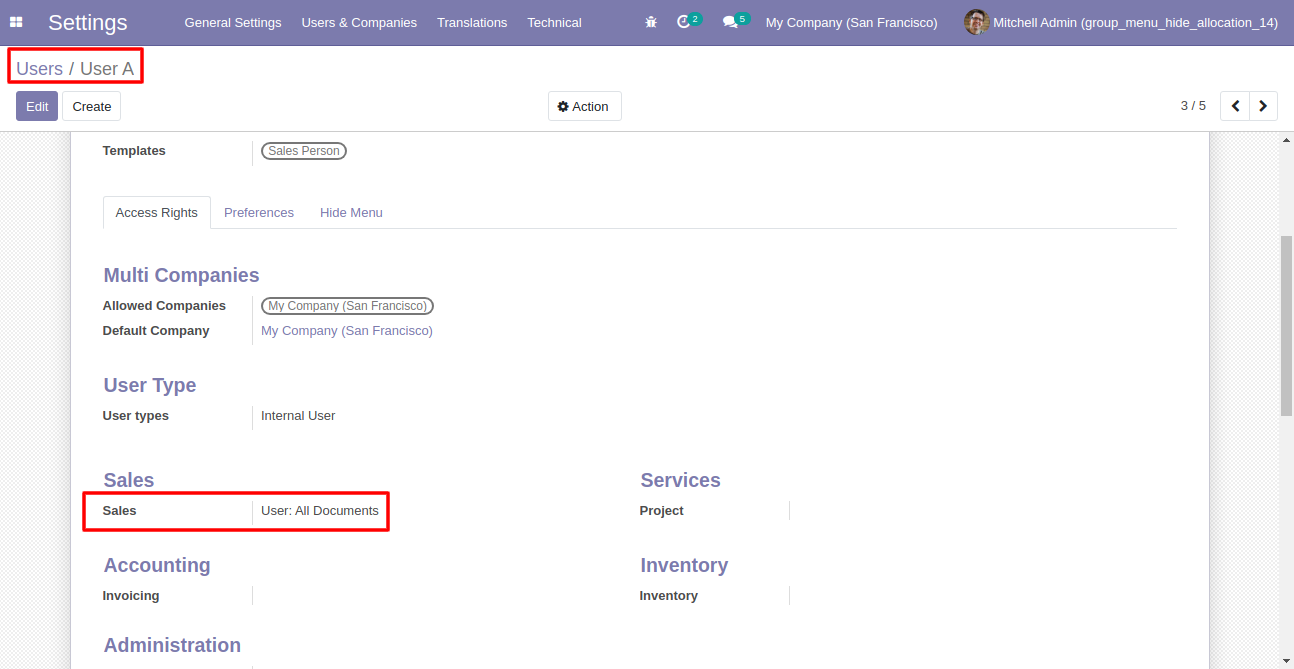 Settings General Settings Users & Companies Translations Technical 2 5 My Company (San Francisco) Mitchell Admin (group_menu_hide_allocation_14)
Users / User A
Edit Create Action 3 / 5
Templates Sales Person
Access Rights Preferences Hide Menu
Multi Companies
Allowed Companies My Company (San Francisco)
Default Company My Company (San Francisco)
User Type
User types Internal User
Sales Services
Sales User: All Documents Project
Accounting Inventory
Invoicing Inventory
Administration